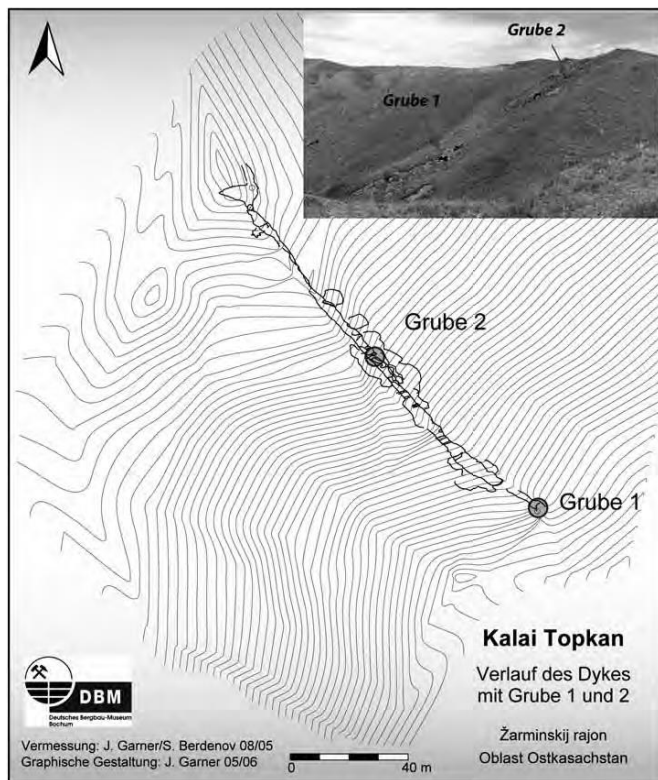 Grube 2
Grube 1
Grube 2
Grube 1
Kalai Topkan
Verlauf des Dykes
mit Grube 1 und 2
DBM
Deutsches Bergbau-Museum
Bochum
Žarminskij rajon
Oblast Ostkasachstan
Vermessung: J. Garner/S. Berdenov 08/05
Graphische Gestaltung: J. Garner 05/06
0 40 m